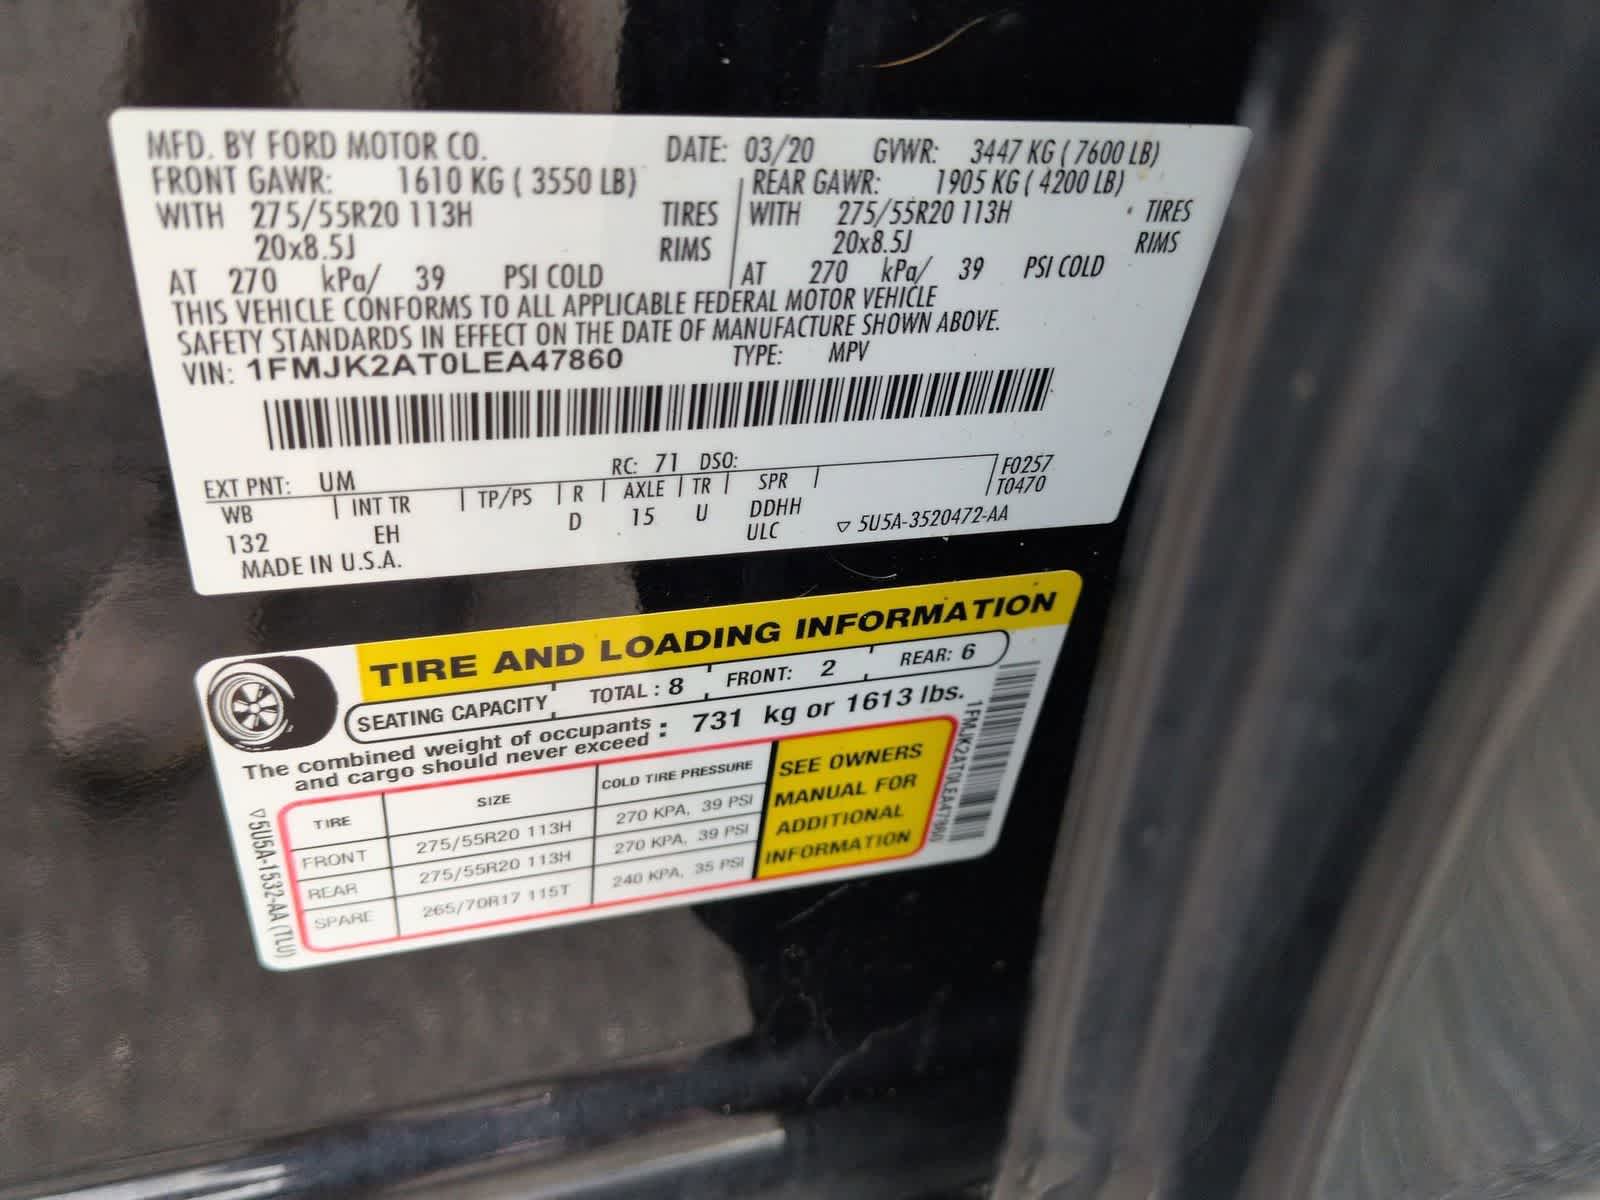 MFD. BY FORD MOTOR CO. DATE: 03/20 GVWR: 3447 KG ( 7600 LB)
FRONT GAWR: 1610 KG ( 3550 LB) REAR GAWR: 1905 KG ( 4200 LB)
WITH 275/55R20 113H TIRES WITH 275/55R20 113H TIRES
20x8.5J RIMS 20x8.5J RIMS
AT 270 kPa/ 39 PSI COLD AT 270 kPa/ 39 PSI COLD
THIS VEHICLE CONFORMS TO ALL APPLICABLE FEDERAL MOTOR VEHICLE
SAFETY STANDARDS IN EFFECT ON THE DATE OF MANUFACTURE SHOWN ABOVE.
VIN: 1FMJK2AT0LEA47860 TYPE: MPV
EXT PNT: UM RC: 71 DSO: F0257
WB INT TR TP/PS R AXLE TR SPR T0470
132 EH D 15 U DDHH
ULC ▽ 5U5A-3520472-AA
MADE IN U.S.A.
TIRE AND LOADING INFORMATION
SEATING CAPACITY TOTAL : 8 FRONT: 2 REAR: 6
The combined weight of occupants
and cargo should never exceed : 731 kg or 1613 lbs.
TIRE SIZE COLD TIRE PRESSURE
FRONT 275/55R20 113H 270 KPA, 39 PSI
REAR 275/55R20 113H 270 KPA, 39 PSI
SPARE 265/70R17 115T 240 KPA, 35 PSI
SEE OWNERS
MANUAL FOR
ADDITIONAL
INFORMATION
1FMJK2AT0LEA47860
▽5U5A-1532-AA (TLU)